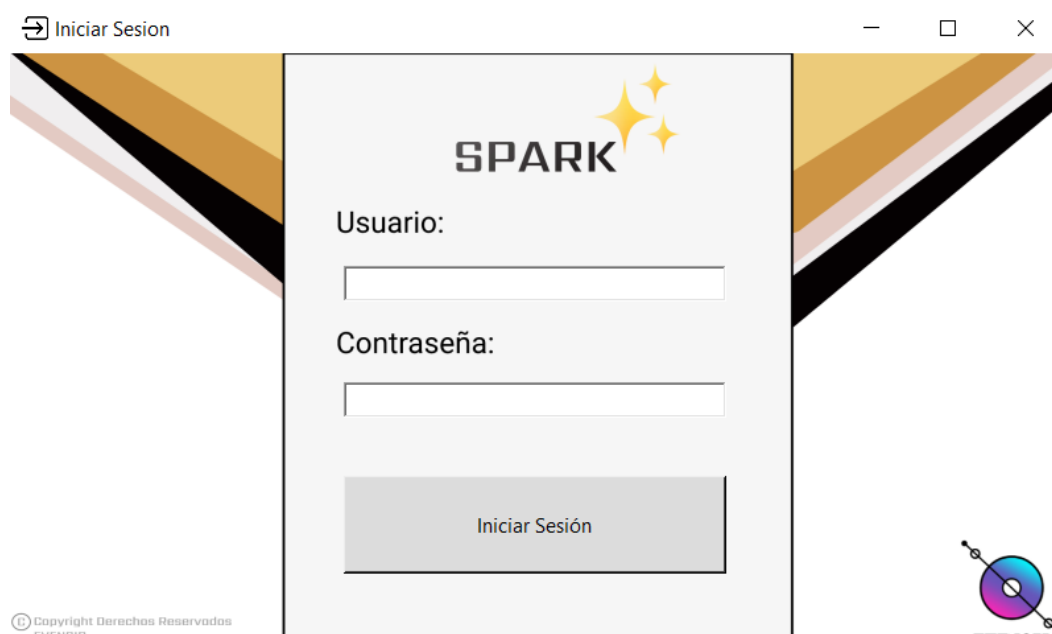 Iniciar Sesion
SPARK
Usuario:
Contraseña:
Iniciar Sesión
Copyright Derechos Reservados